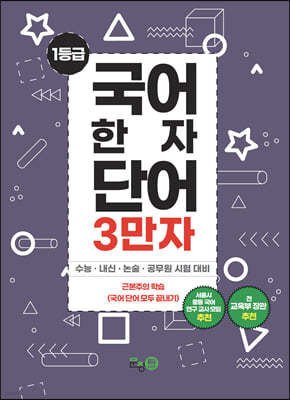 1등급
국어
한자
단어
3만자
수능·내신·논술·공무원 시험 대비
근본주의 학습
(국어 단어 모두 끝내기)
서울시
중등 국어
연구 교사 모임
추천
전
교육부 장관
추천